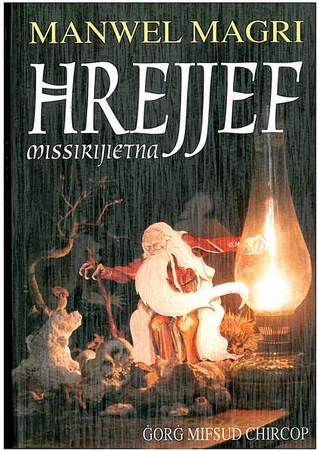 MANWEL MAGRI
ĦREJJEF
MISSIRIJIETNA
ĠORĠ MIFSUD CHIRCOP